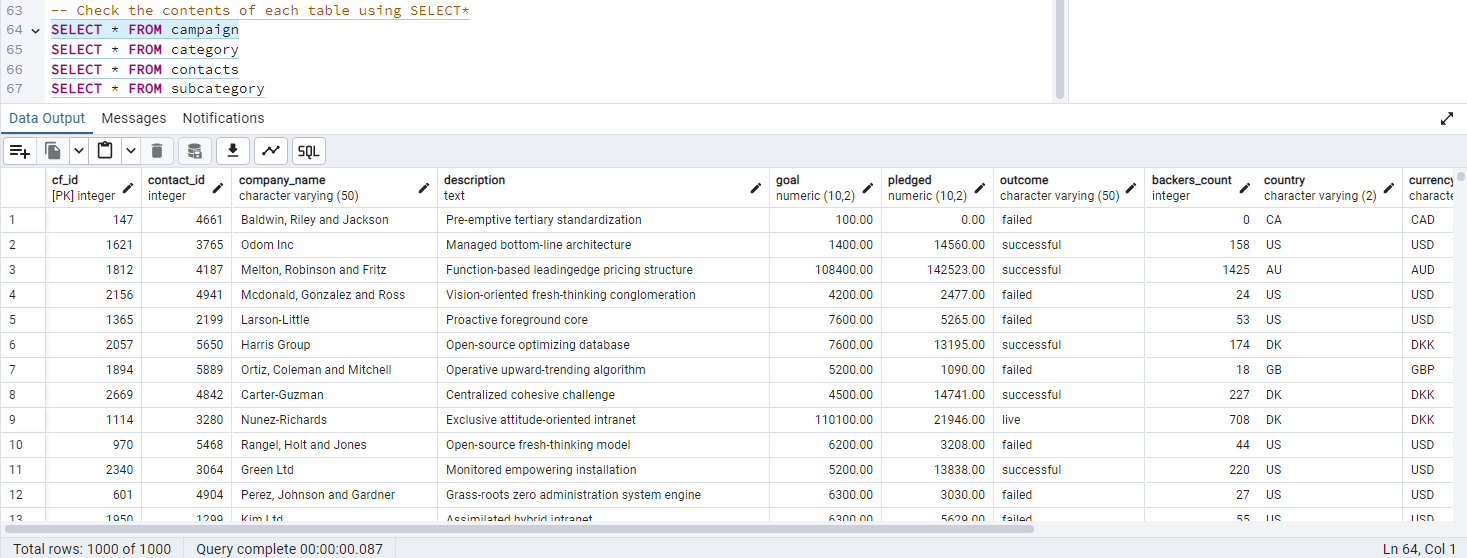 63 -- Check the contents of each table using SELECT*
64 SELECT * FROM campaign
65 SELECT * FROM category
66 SELECT * FROM contacts
67 SELECT * FROM subcategory
Data Output Messages Notifications
SQL
cf_id contact_id company_name description goal pledged outcome backers_count country currency
[PK] integer integer character varying (50) text numeric (10,2) numeric (10,2) character varying (50) integer character varying (2) characte
1 147 4661 Baldwin, Riley and Jackson Pre-emptive tertiary standardization 100.00 0.00 failed 0 CA CAD
2 1621 3765 Odom Inc Managed bottom-line architecture 1400.00 14560.00 successful 158 US USD
3 1812 4187 Melton, Robinson and Fritz Function-based leadingedge pricing structure 108400.00 142523.00 successful 1425 AU AUD
4 2156 4941 Mcdonald, Gonzalez and Ross Vision-oriented fresh-thinking conglomeration 4200.00 2477.00 failed 24 US USD
5 1365 2199 Larson-Little Proactive foreground core 7600.00 5265.00 failed 53 US USD
6 2057 5650 Harris Group Open-source optimizing database 7600.00 13195.00 successful 174 DK DKK
7 1894 5889 Ortiz, Coleman and Mitchell Operative upward-trending algorithm 5200.00 1090.00 failed 18 GB GBP
8 2669 4842 Carter-Guzman Centralized cohesive challenge 4500.00 14741.00 successful 227 DK DKK
9 1114 3280 Nunez-Richards Exclusive attitude-oriented intranet 110100.00 21946.00 live 708 DK DKK
10 970 5468 Rangel, Holt and Jones Open-source fresh-thinking model 6200.00 3208.00 failed 44 US USD
11 2340 3064 Green Ltd Monitored empowering installation 5200.00 13838.00 successful 220 US USD
12 601 4904 Perez, Johnson and Gardner Grass-roots zero administration system engine 6300.00 3030.00 failed 27 US USD
13 1950 1299 Kim Ltd Assimilated hybrid intranet 6300.00 5629.00 failed 55 US USD
Total rows: 1000 of 1000 Query complete 00:00:00.087 Ln 64, Col 1